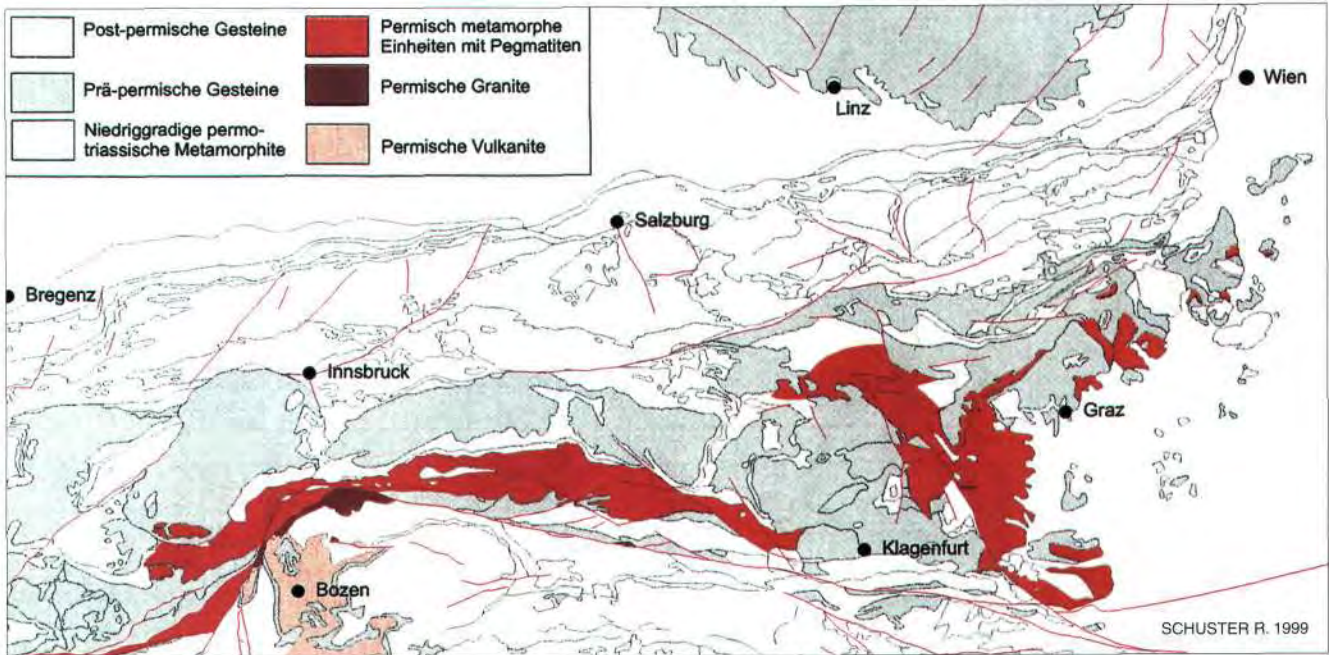 Post-permische Gesteine
Prä-permische Gesteine
Niedriggradige permo-
triassische Metamorphite
Permisch metamorphe
Einheiten mit Pegmatiten
Permische Granite
Permische Vulkanite
Wien
Linz
Salzburg
Bregenz
Innsbruck
Graz
Klagenfurt
Bozen
SCHUSTER R. 1999